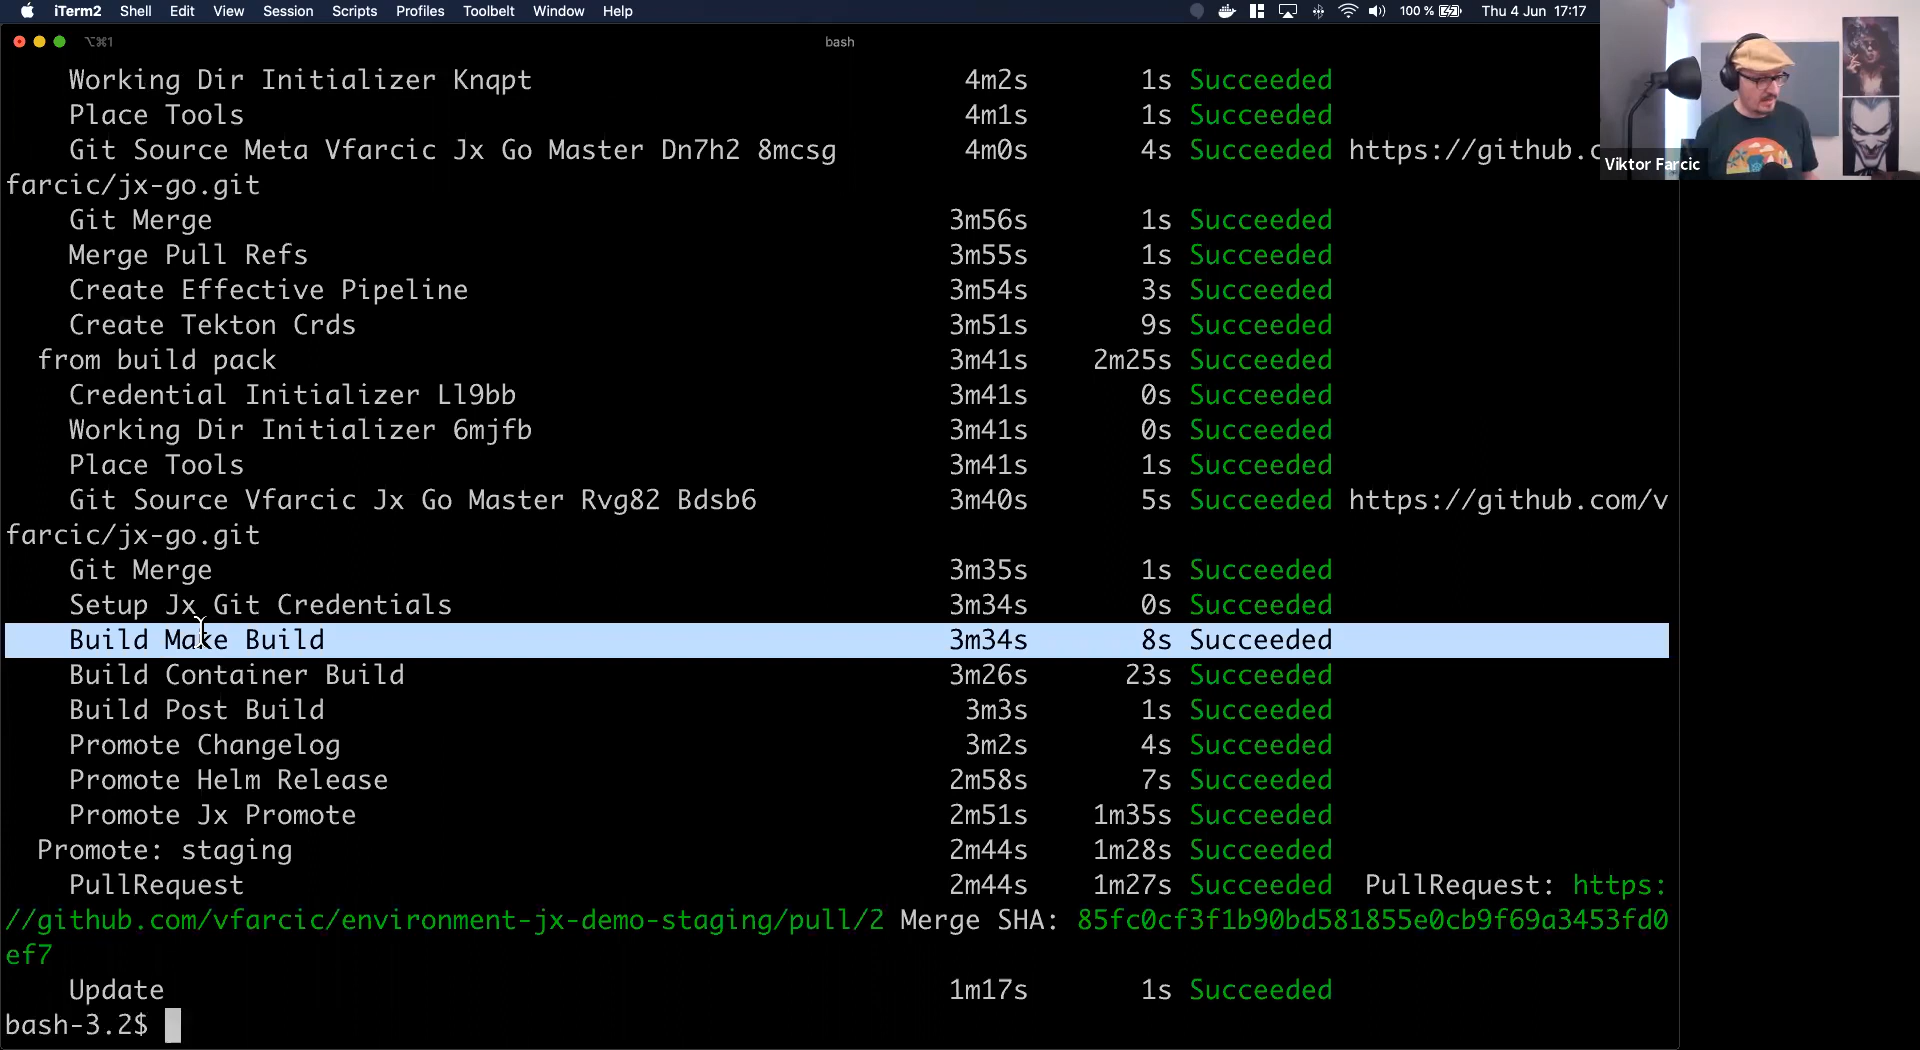 iTerm2 Shell Edit View Session Scripts Profiles Toolbelt Window Help 100 % Thu 4 Jun 17:17
⌥⌘1 bash
Working Dir Initializer Knqpt 4m2s 1s Succeeded
Place Tools 4m1s 1s Succeeded
Git Source Meta Vfarcic Jx Go Master Dn7h2 8mcsg 4m0s 4s Succeeded https://github.c
Viktor Farcic
farcic/jx-go.git
Git Merge 3m56s 1s Succeeded
Merge Pull Refs 3m55s 1s Succeeded
Create Effective Pipeline 3m54s 3s Succeeded
Create Tekton Crds 3m51s 9s Succeeded
from build pack 3m41s 2m25s Succeeded
Credential Initializer Ll9bb 3m41s 0s Succeeded
Working Dir Initializer 6mjfb 3m41s 0s Succeeded
Place Tools 3m41s 1s Succeeded
Git Source Vfarcic Jx Go Master Rvg82 Bdsb6 3m40s 5s Succeeded https://github.com/v
farcic/jx-go.git
Git Merge 3m35s 1s Succeeded
Setup Jx Git Credentials 3m34s 0s Succeeded
Build Make Build 3m34s 8s Succeeded
Build Container Build 3m26s 23s Succeeded
Build Post Build 3m3s 1s Succeeded
Promote Changelog 3m2s 4s Succeeded
Promote Helm Release 2m58s 7s Succeeded
Promote Jx Promote 2m51s 1m35s Succeeded
Promote: staging 2m44s 1m28s Succeeded
PullRequest 2m44s 1m27s Succeeded PullRequest: https:
//github.com/vfarcic/environment-jx-demo-staging/pull/2 Merge SHA: 85fc0cf3f1b90bd581855e0cb9f69a3453fd0
ef7
Update 1m17s 1s Succeeded
bash-3.2$